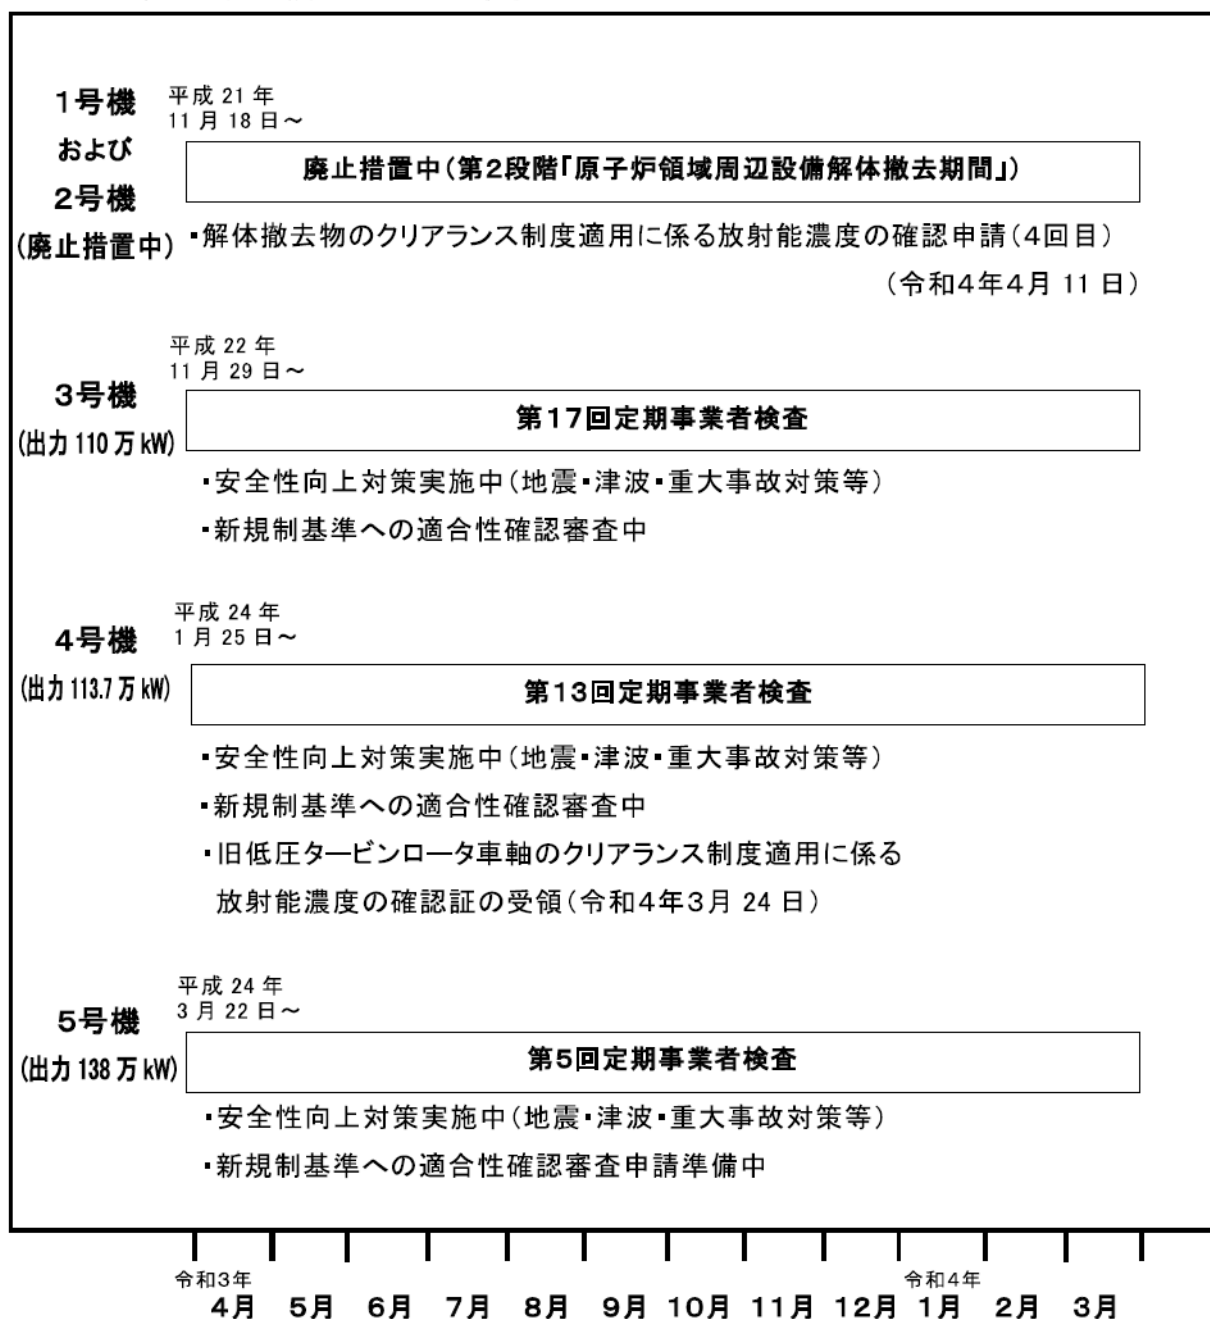 1号機
および
2号機
(廃止措置中)
平成 21 年
11 月 18 日～
廃止措置中(第2段階「原子炉領域周辺設備解体撤去期間」)
・解体撤去物のクリアランス制度適用に係る放射能濃度の確認申請(4回目)
(令和4年4月 11 日)
3号機
(出力 110 万 kW)
平成 22 年
11 月 29 日～
第17回定期事業者検査
・安全性向上対策実施中(地震・津波・重大事故対策等)
・新規制基準への適合性確認審査中
4号機
(出力 113.7 万 kW)
平成 24 年
1 月 25 日～
第13回定期事業者検査
・安全性向上対策実施中(地震・津波・重大事故対策等)
・新規制基準への適合性確認審査中
・旧低圧タービンロータ車軸のクリアランス制度適用に係る
放射能濃度の確認証の受領(令和4年3月 24 日)
5号機
(出力 138 万 kW)
平成 24 年
3 月 22 日～
第5回定期事業者検査
・安全性向上対策実施中(地震・津波・重大事故対策等)
・新規制基準への適合性確認審査申請準備中
令和3年 令和4年
4月 5月 6月 7月 8月 9月 10月 11月 12月 1月 2月 3月